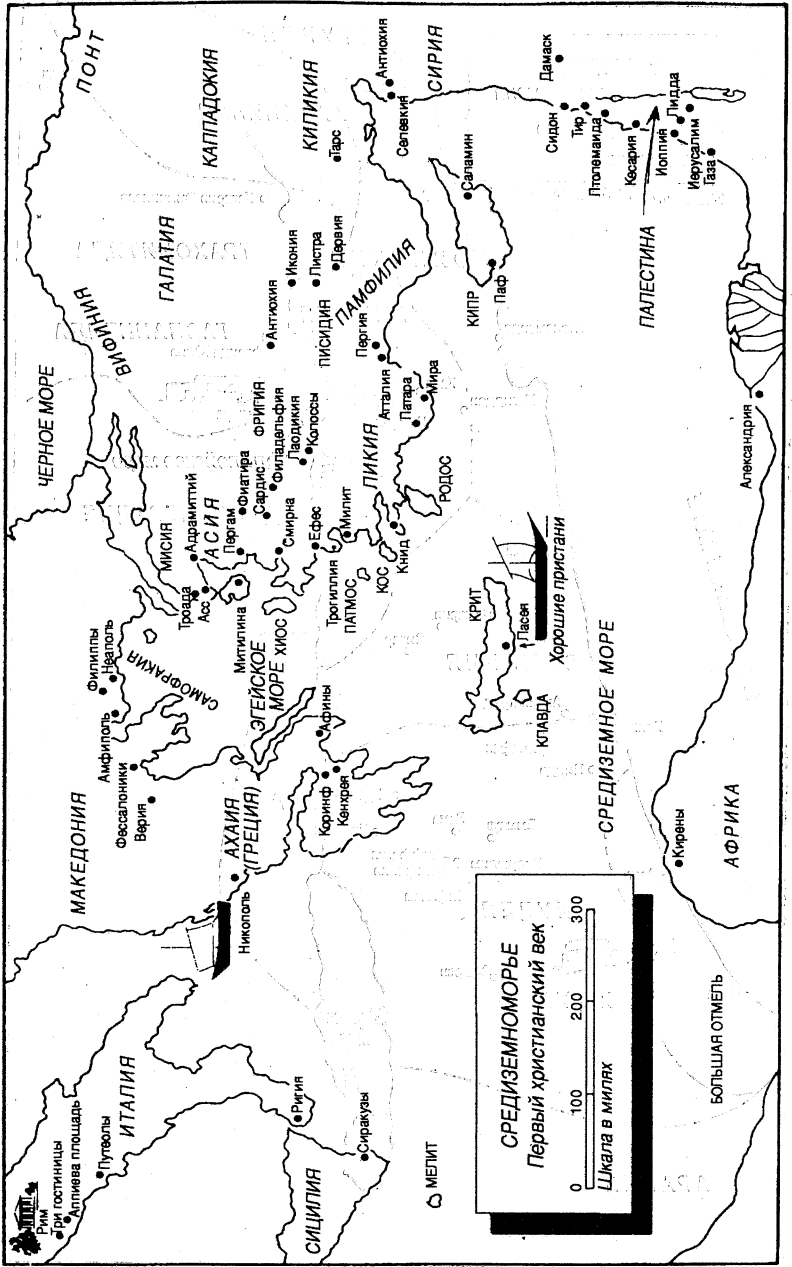 Рим
Три гостиницы
Аппиева площадь
Путеолы
ИТАЛИЯ
Ригия
СИЦИЛИЯ
Сиракузы
МЕЛИТ
МАКЕДОНИЯ
Верия
Фессалоники
Амфиполь
Филиппы
Неаполь
САМОФРАКИЯ
Никополь
АХАИЯ
(ГРЕЦИЯ)
Коринф
Кенхрея
Афины
ЭГЕЙСКОЕ
МОРЕ
ХИОС
Митилина
Троада
Асс
МИСИЯ
Адрамиттий
АСИЯ
Пергам
Фиатира
Сардис
Филадельфия
Смирна
Ефес
Трогиллия
Милит
ПАТМОС
КОС
Книд
РОДОС
ФРИГИЯ
Лаодикия
Колоссы
ЛИКИЯ
Патара
Мира
Атталия
Пергия
ПАМФИЛИЯ
ПИСИДИЯ
Антиохия
Икония
Листра
Дервия
ЧЕРНОЕ МОРЕ
ВИФИНИЯ
ПОНТ
ГАЛАТИЯ
КАППАДОКИЯ
КИЛИКИЯ
Тарс
Антиохия
Селевкия
СИРИЯ
КИПР
Паф
Саламин
Дамаск
Сидон
Тир
Птолемаида
Кесария
Иоппия
Лидда
Иерусалим
Газа
ПАЛЕСТИНА
КРИТ
Ласея
Хорошие пристани
КЛАВДА
СРЕДИЗЕМНОЕ МОРЕ
Александрия
Кирены
АФРИКА
БОЛЬШАЯ ОТМЕЛЬ
СРЕДИЗЕМНОМОРЬЕ
Первый христианский век
0 100 200 300
Шкала в милях